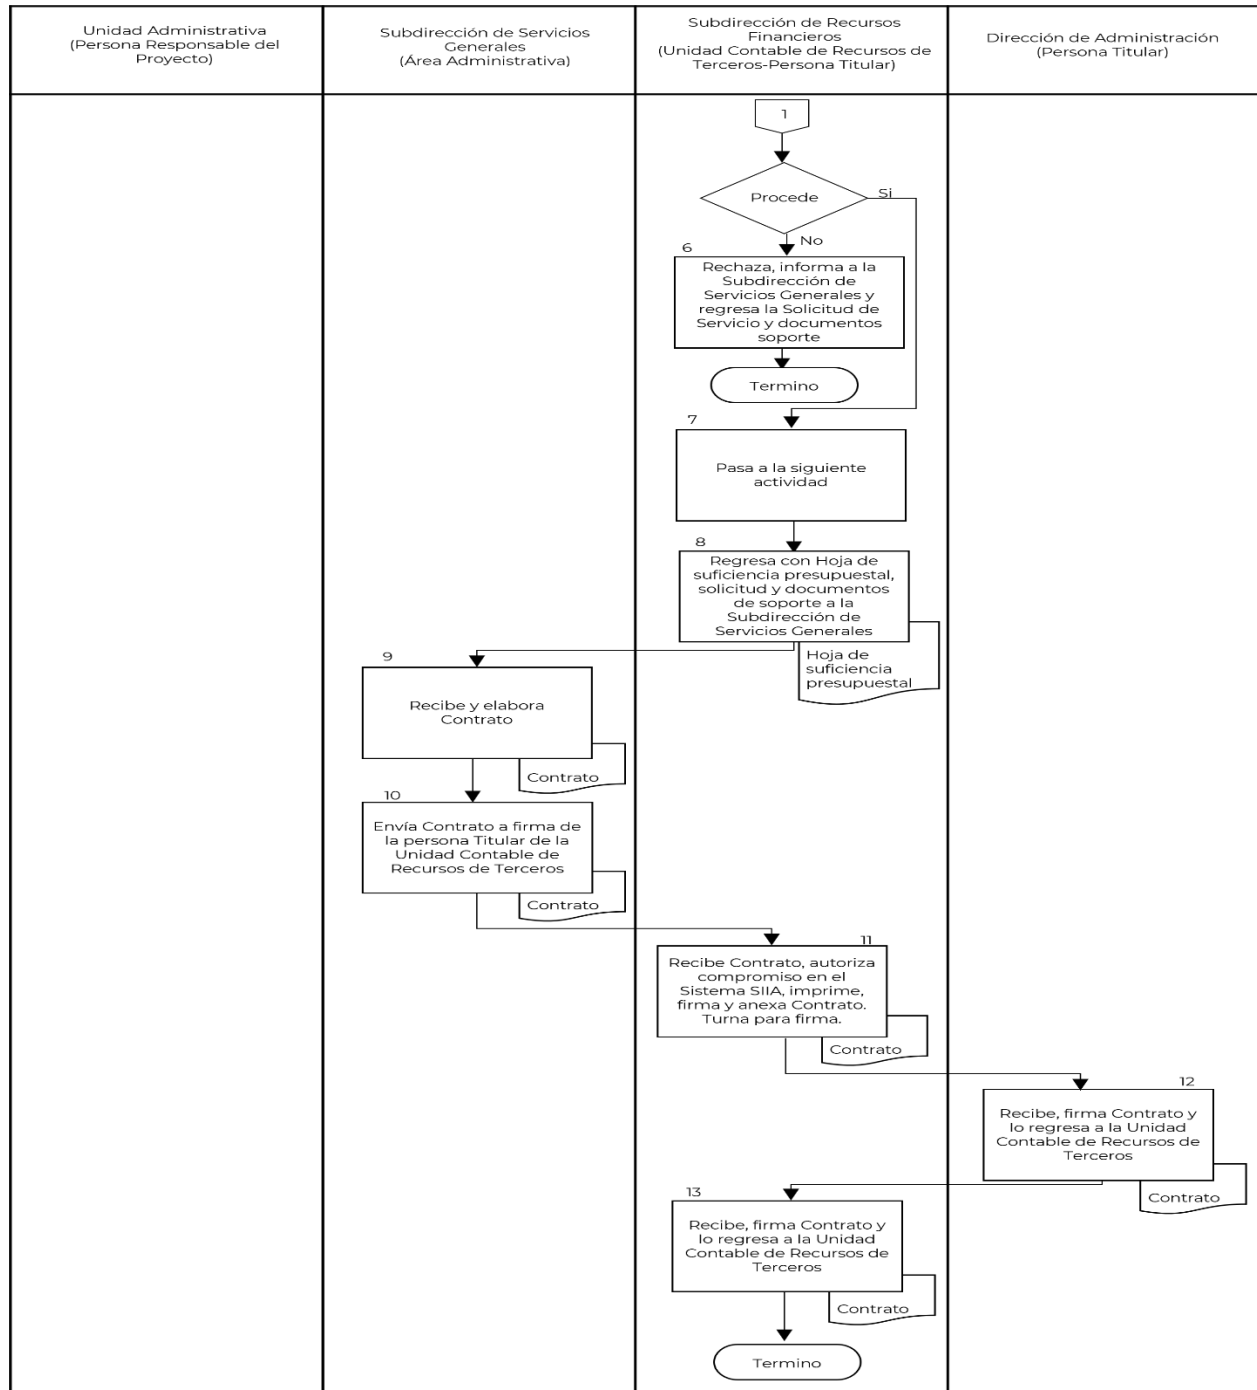 Unidad Administrativa
(Persona Responsable del
Proyecto)
Subdirección de Servicios
Generales
(Área Administrativa)
Subdirección de Recursos
Financieros
(Unidad Contable de Recursos de
Terceros-Persona Titular)
Dirección de Administración
(Persona Titular)
1
Procede
Si
No
6
Rechaza, informa a la
Subdirección de
Servicios Generales y
regresa la Solicitud de
Servicio y documentos
soporte
Termino
7
Pasa a la siguiente
actividad
8
Regresa con Hoja de
suficiencia presupuestal,
solicitud y documentos
de soporte a la
Subdirección de
Servicios Generales
Hoja de
suficiencia
presupuestal
9
Recibe y elabora
Contrato
Contrato
10
Envía Contrato a firma de
la persona Titular de la
Unidad Contable de
Recursos de Terceros
Contrato
11
Recibe Contrato, autoriza
compromiso en el
Sistema SIIA, imprime,
firma y anexa Contrato.
Turna para firma.
Contrato
12
Recibe, firma Contrato y
lo regresa a la Unidad
Contable de Recursos de
Terceros
Contrato
13
Recibe, firma Contrato y
lo regresa a la Unidad
Contable de Recursos de
Terceros
Contrato
Termino